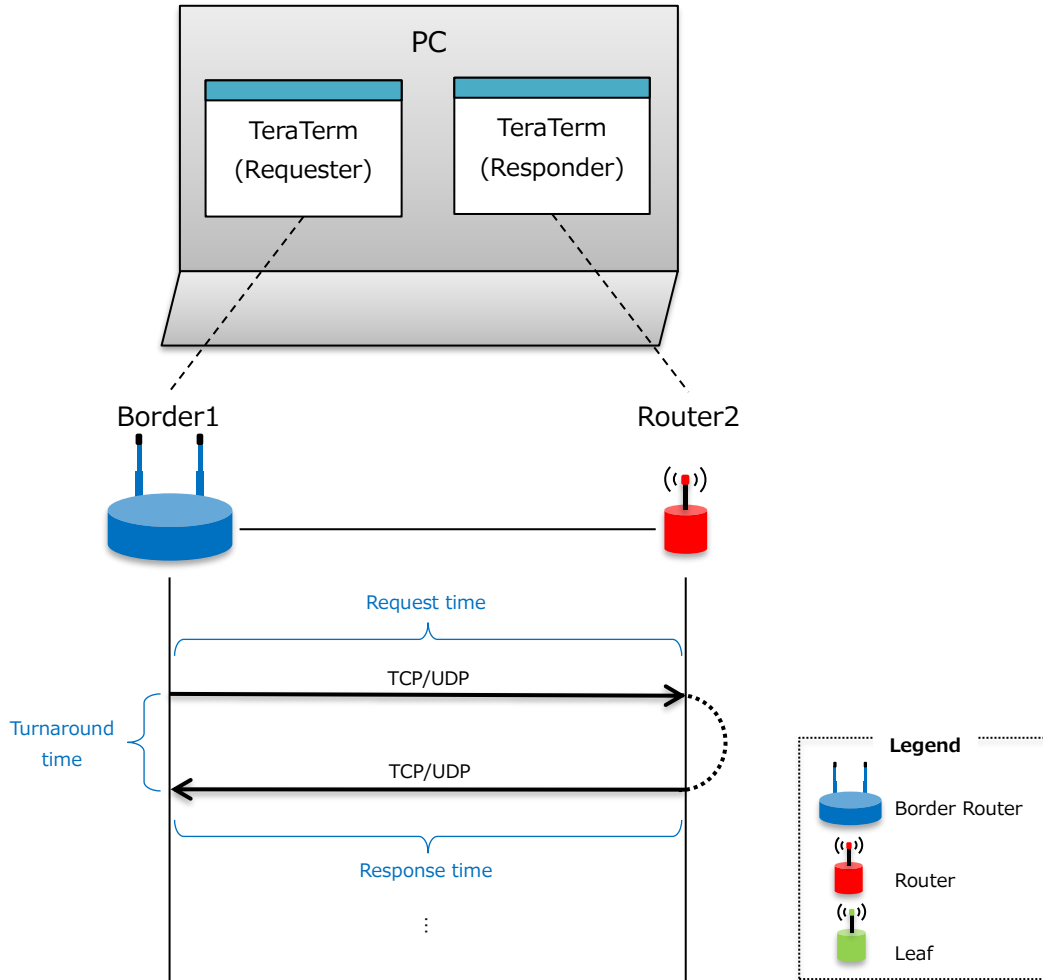 PC
TeraTerm
(Requester)
TeraTerm
(Responder)
Border1
Router2
Request time
TCP/UDP
Turnaround
time
TCP/UDP
Response time
⋮
Legend
Border Router
Router
Leaf